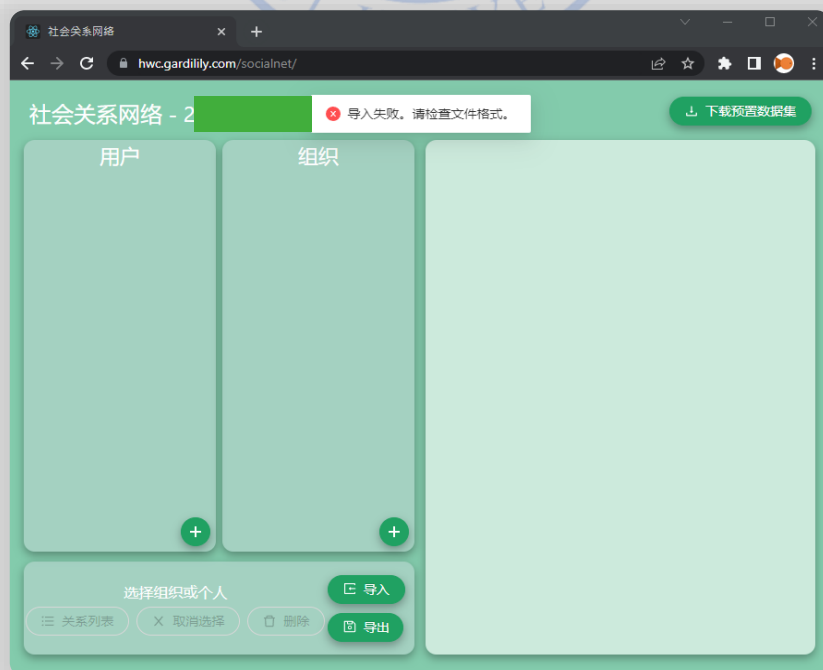 社会关系网络
hwc.gardilily.com/socialnet/
社会关系网络 - 2
导入失败。请检查文件格式。
下载预置数据集
用户
组织
选择组织或个人
导入
关系列表
取消选择
删除
导出